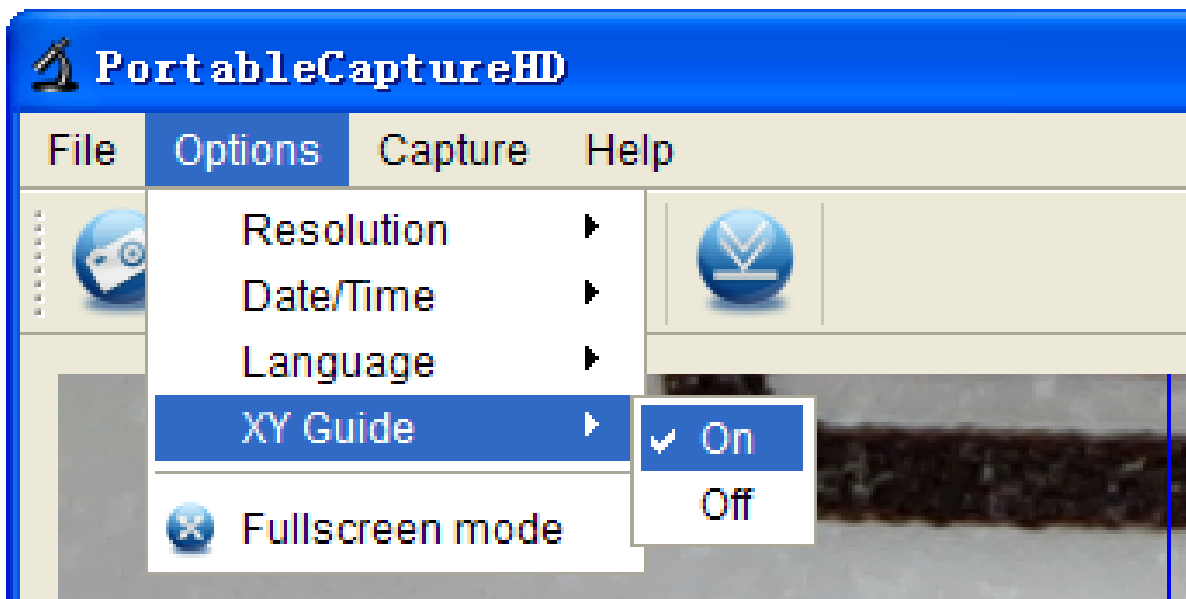 PortableCaptureHD
File Options Capture Help
Resolution
Date/Time
Language
XY Guide
On
Off
Fullscreen mode